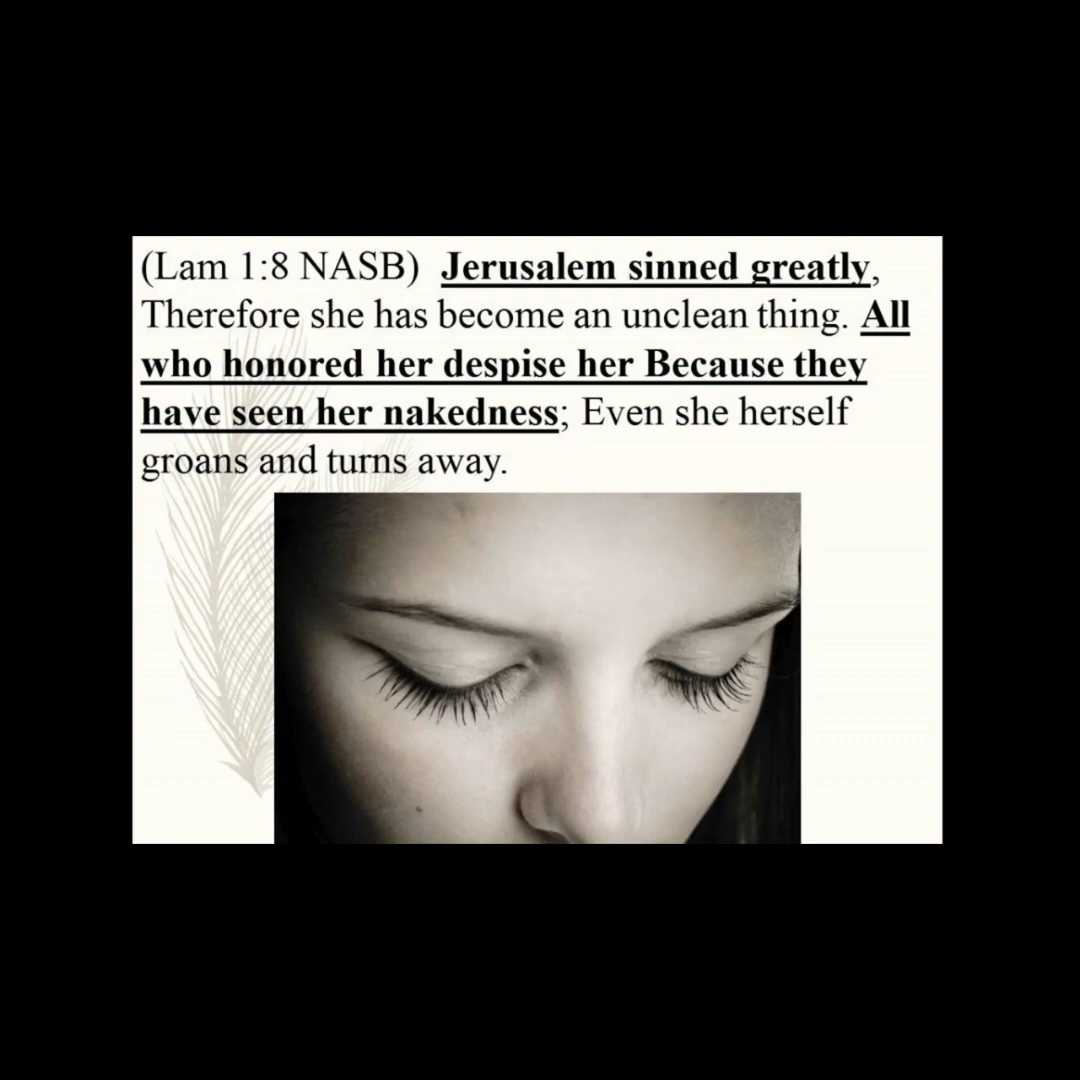 (Lam 1:8 NASB) Jerusalem sinned greatly,
Therefore she has become an unclean thing. All
who honored her despise her Because they
have seen her nakedness; Even she herself
groans and turns away.